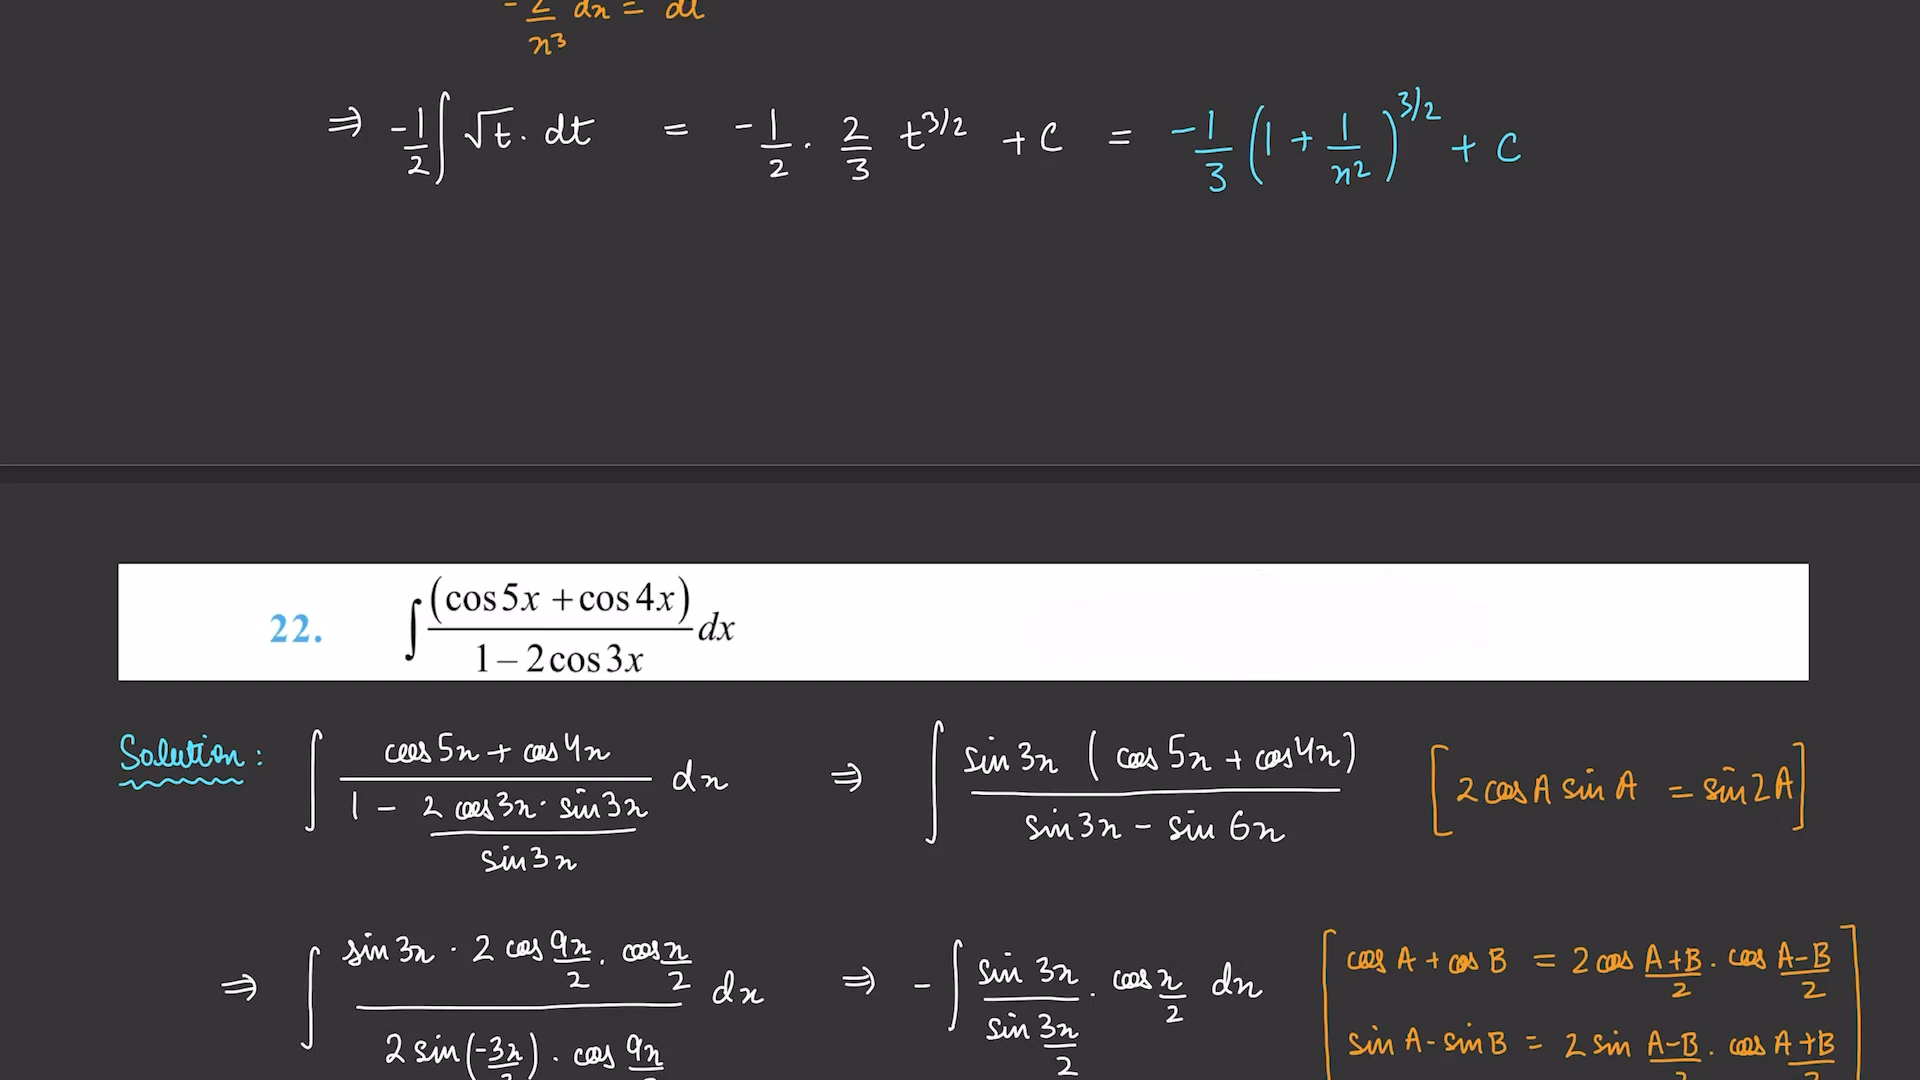 - 2/x³ dx = dt
⇒ -1/2 ∫ √t . dt = -1/2 . 2/3 t^3/2 + C = -1/3 (1 + 1/x²)^3/2 + C
22. ∫ (cos 5x + cos 4x) / 1 – 2 cos 3x dx
Solution : ∫ cos 5x + cos 4x / 1 - 2 cos 3x · sin 3x / sin 3x dx ⇒ ∫ sin 3x ( cos 5x + cos 4x ) / sin 3x - sin 6x [ 2 cos A sin A = sin 2A ]
⇒ ∫ sin 3x · 2 cos 9x/2 . cos x/2 / 2 sin (-3x/2) . cos 9x/2 dx ⇒ - ∫ sin 3x / sin 3x/2 . cos x/2 dx [ cos A + cos B = 2 cos A+B/2 . cos A-B/2
sin A - sin B = 2 sin A-B/2 . cos A+B/2 ]